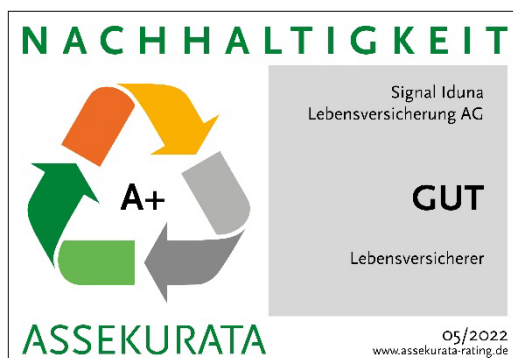 NACHHALTIGKEIT
A+
Signal Iduna
Lebensversicherung AG
GUT
Lebensversicherer
ASSEKURATA
05/2022
www.assekurata-rating.de